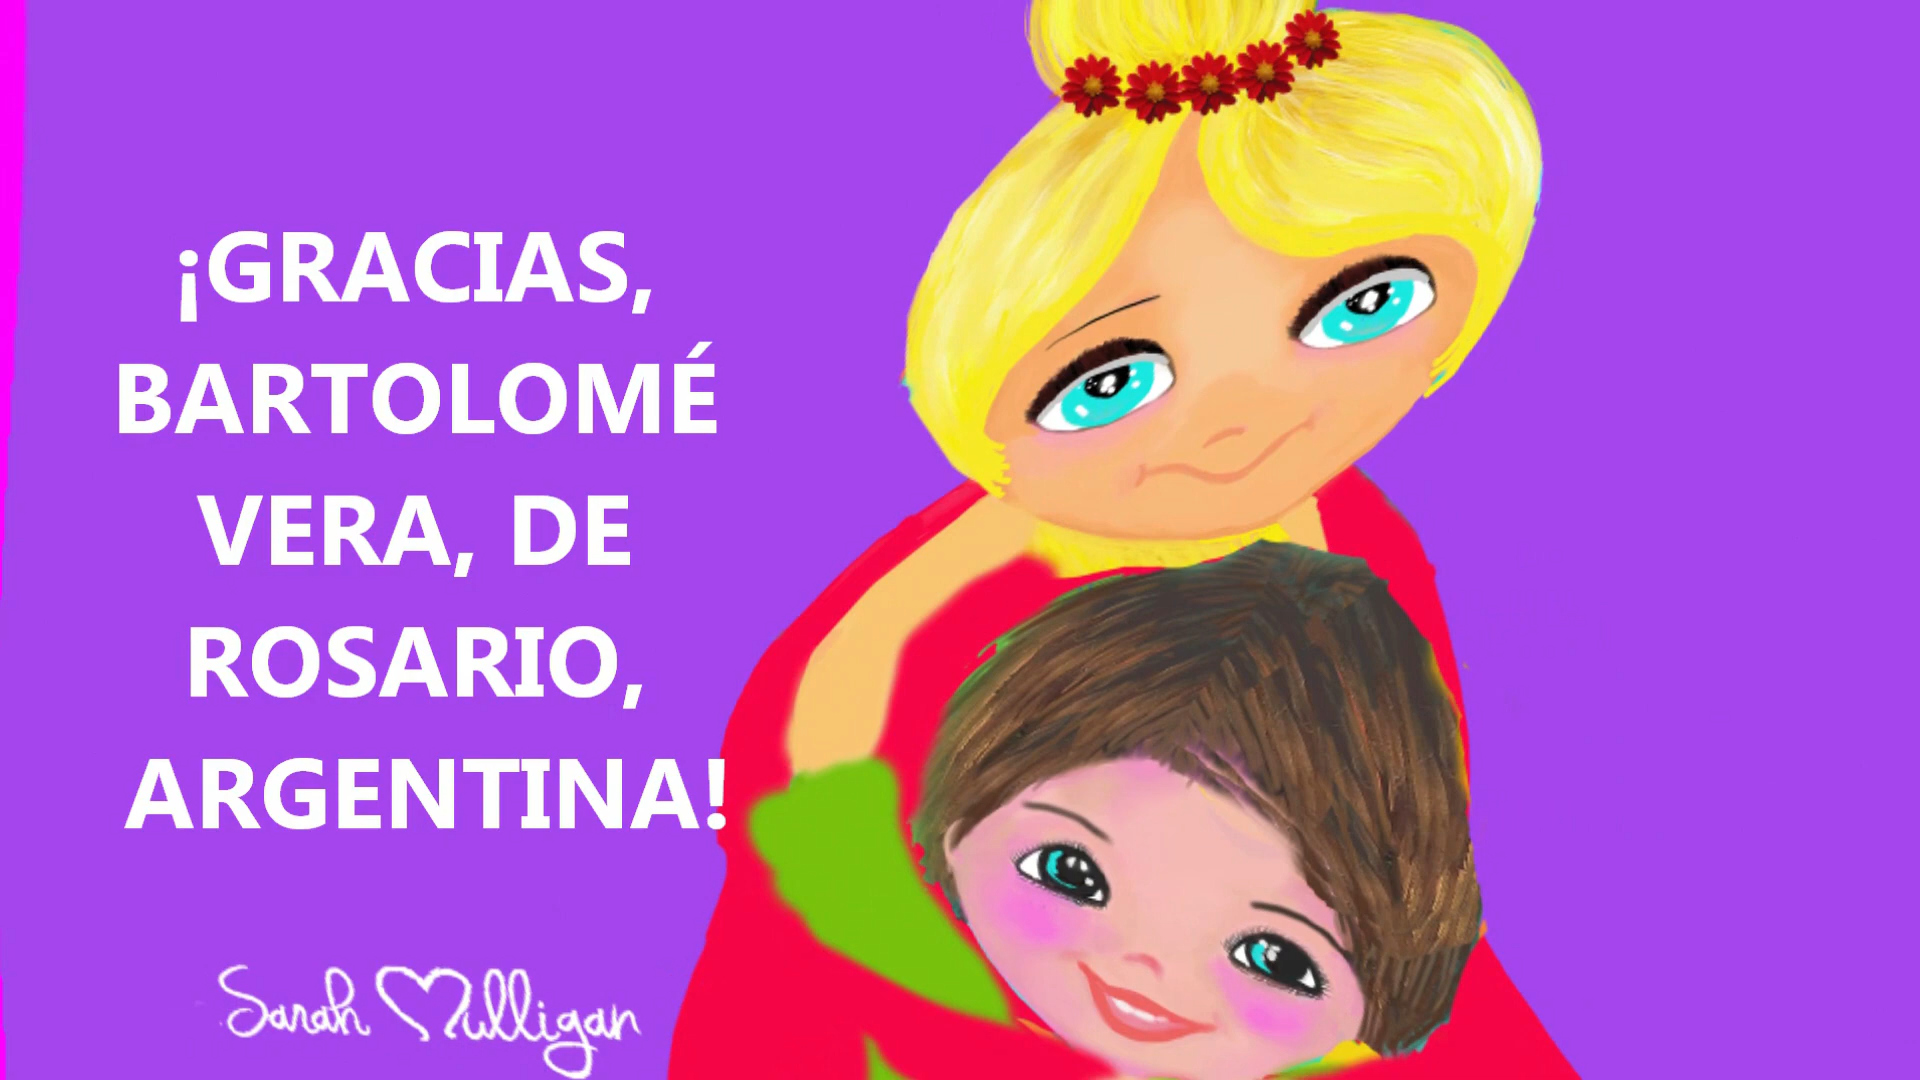 ¡GRACIAS,
BARTOLOMÉ
VERA, DE
ROSARIO,
ARGENTINA!
Sarah Mulligan